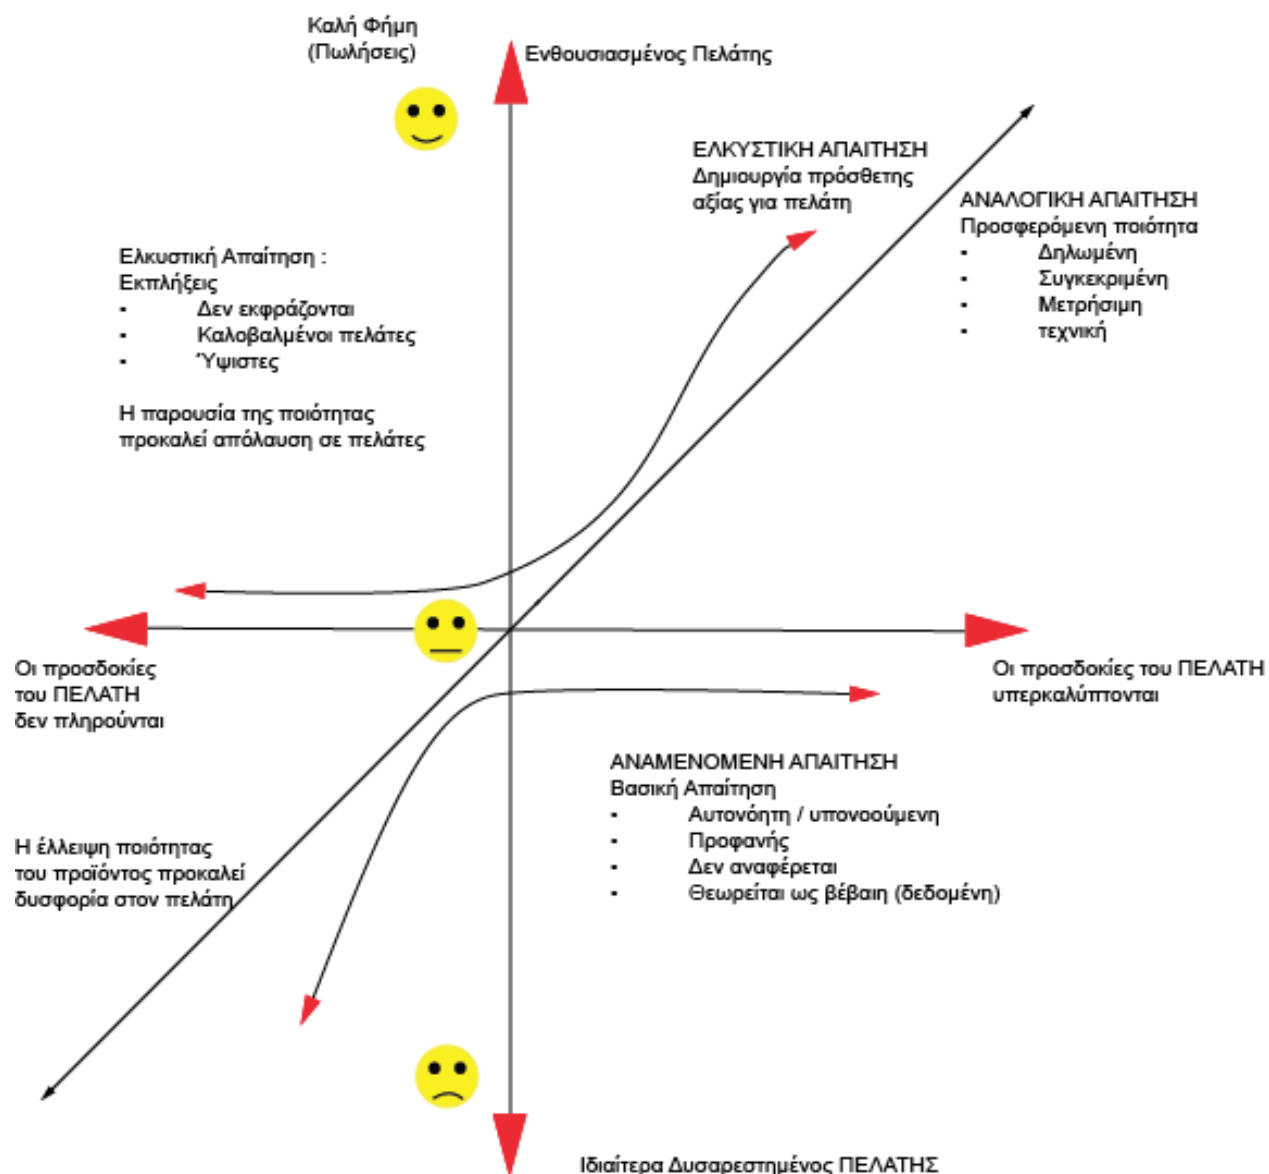 Καλή Φήμη
(Πωλήσεις)
Ενθουσιασμένος Πελάτης
ΕΛΚΥΣΤΙΚΗ ΑΠΑΙΤΗΣΗ
Δημιουργία πρόσθετης
αξίας για πελάτη
ΑΝΑΛΟΓΙΚΗ ΑΠΑΙΤΗΣΗ
Προσφερόμενη ποιότητα
- Δηλωμένη
- Συγκεκριμένη
- Μετρήσιμη
- τεχνική
Ελκυστική Απαίτηση :
Εκπλήξεις
- Δεν εκφράζονται
- Καλοβαλμένοι πελάτες
- Ύψιστες
Η παρουσία της ποιότητας
προκαλεί απόλαυση σε πελάτες
Οι προσδοκίες
του ΠΕΛΑΤΗ
δεν πληρούνται
Οι προσδοκίες του ΠΕΛΑΤΗ
υπερκαλύπτονται
ΑΝΑΜΕΝΟΜΕΝΗ ΑΠΑΙΤΗΣΗ
Βασική Απαίτηση
- Αυτονόητη / υπονοούμενη
- Προφανής
- Δεν αναφέρεται
- Θεωρείται ως βέβαιη (δεδομένη)
Η έλλειψη ποιότητας
του προϊόντος προκαλεί
δυσφορία στον πελάτη
Ιδιαίτερα Δυσαρεστημένος ΠΕΛΑΤΗΣ